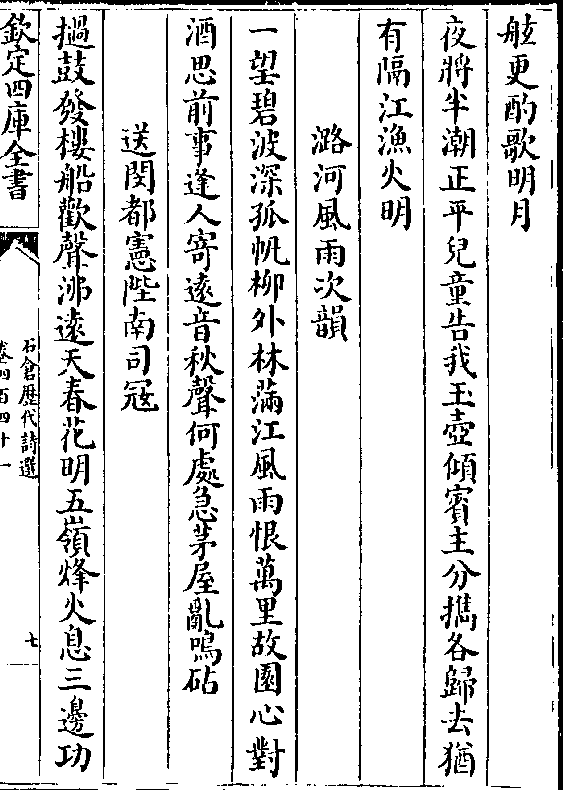 舷更酌歌明月
夜將半潮正平兒童告我玉壺傾賓主分擕各歸去猶
有隔江漁火明
潞河風雨次韻
一望碧波深孤帆柳外林滿江風雨恨萬里故園心對
酒思前事逢人寄遠音秋聲何處急茅屋亂鳴砧
送閔都憲陞南司冦
撾鼓發樓船歡聲沸遠天春花明五嶺烽火息三邊功
欽定四庫全書
石倉歴代詩選
卷四百四十一
七